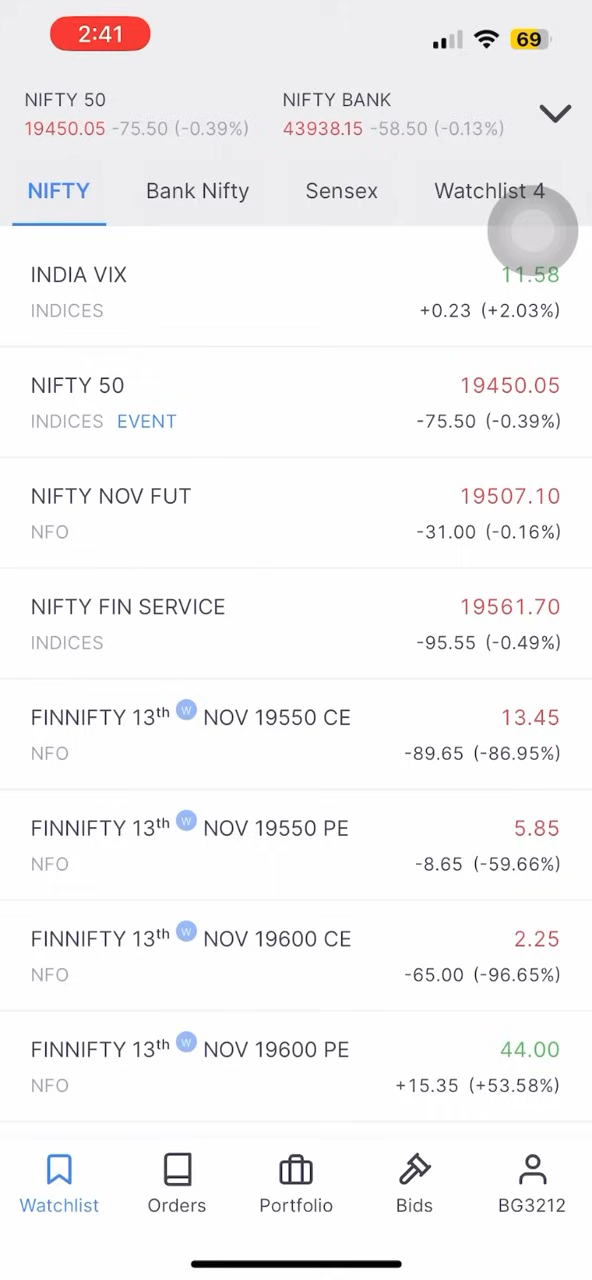 2:41
69
NIFTY 50
19450.05 -75.50 (-0.39%)
NIFTY BANK
43938.15 -58.50 (-0.13%)
NIFTY Bank Nifty Sensex Watchlist 4
INDIA VIX 11.58
INDICES +0.23 (+2.03%)
NIFTY 50 19450.05
INDICES EVENT -75.50 (-0.39%)
NIFTY NOV FUT 19507.10
NFO -31.00 (-0.16%)
NIFTY FIN SERVICE 19561.70
INDICES -95.55 (-0.49%)
FINNIFTY 13th W NOV 19550 CE 13.45
NFO -89.65 (-86.95%)
FINNIFTY 13th W NOV 19550 PE 5.85
NFO -8.65 (-59.66%)
FINNIFTY 13th W NOV 19600 CE 2.25
NFO -65.00 (-96.65%)
FINNIFTY 13th W NOV 19600 PE 44.00
NFO +15.35 (+53.58%)
Watchlist Orders Portfolio Bids BG3212